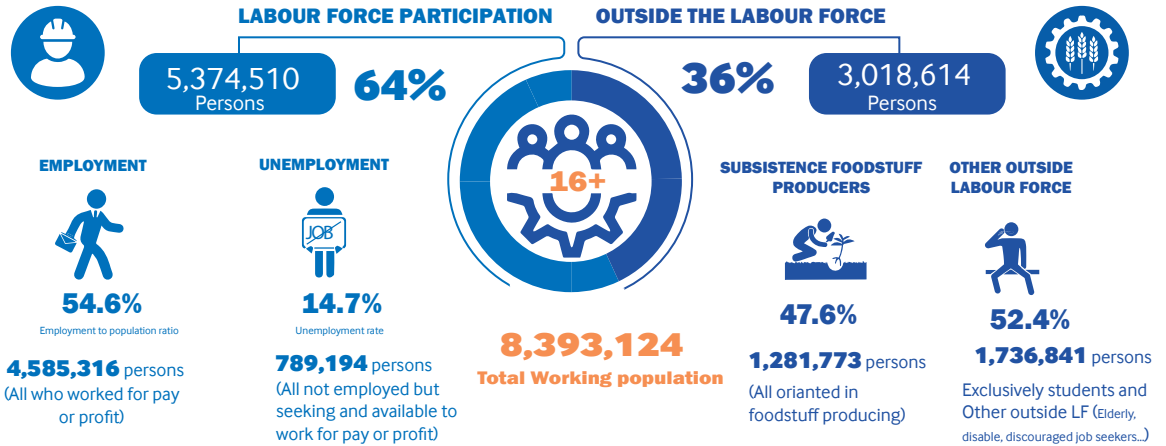 LABOUR FORCE PARTICIPATION
OUTSIDE THE LABOUR FORCE
5,374,510
Persons
64%
36%
3,018,614
Persons
EMPLOYMENT
54.6%
Employment to population ratio
4,585,316 persons
(All who worked for pay
or profit)
UNEMPLOYMENT
JOB
14.7%
Unemployment rate
789,194 persons
(All not employed but
seeking and available to
work for pay or profit)
16+
8,393,124
Total Working population
SUBSISTENCE FOODSTUFF
PRODUCERS
47.6%
1,281,773 persons
(All orianted in
foodstuff producing)
OTHER OUTSIDE
LABOUR FORCE
52.4%
1,736,841 persons
Exclusively students and
Other outside LF (Elderly,
disable, discouraged job seekers...)